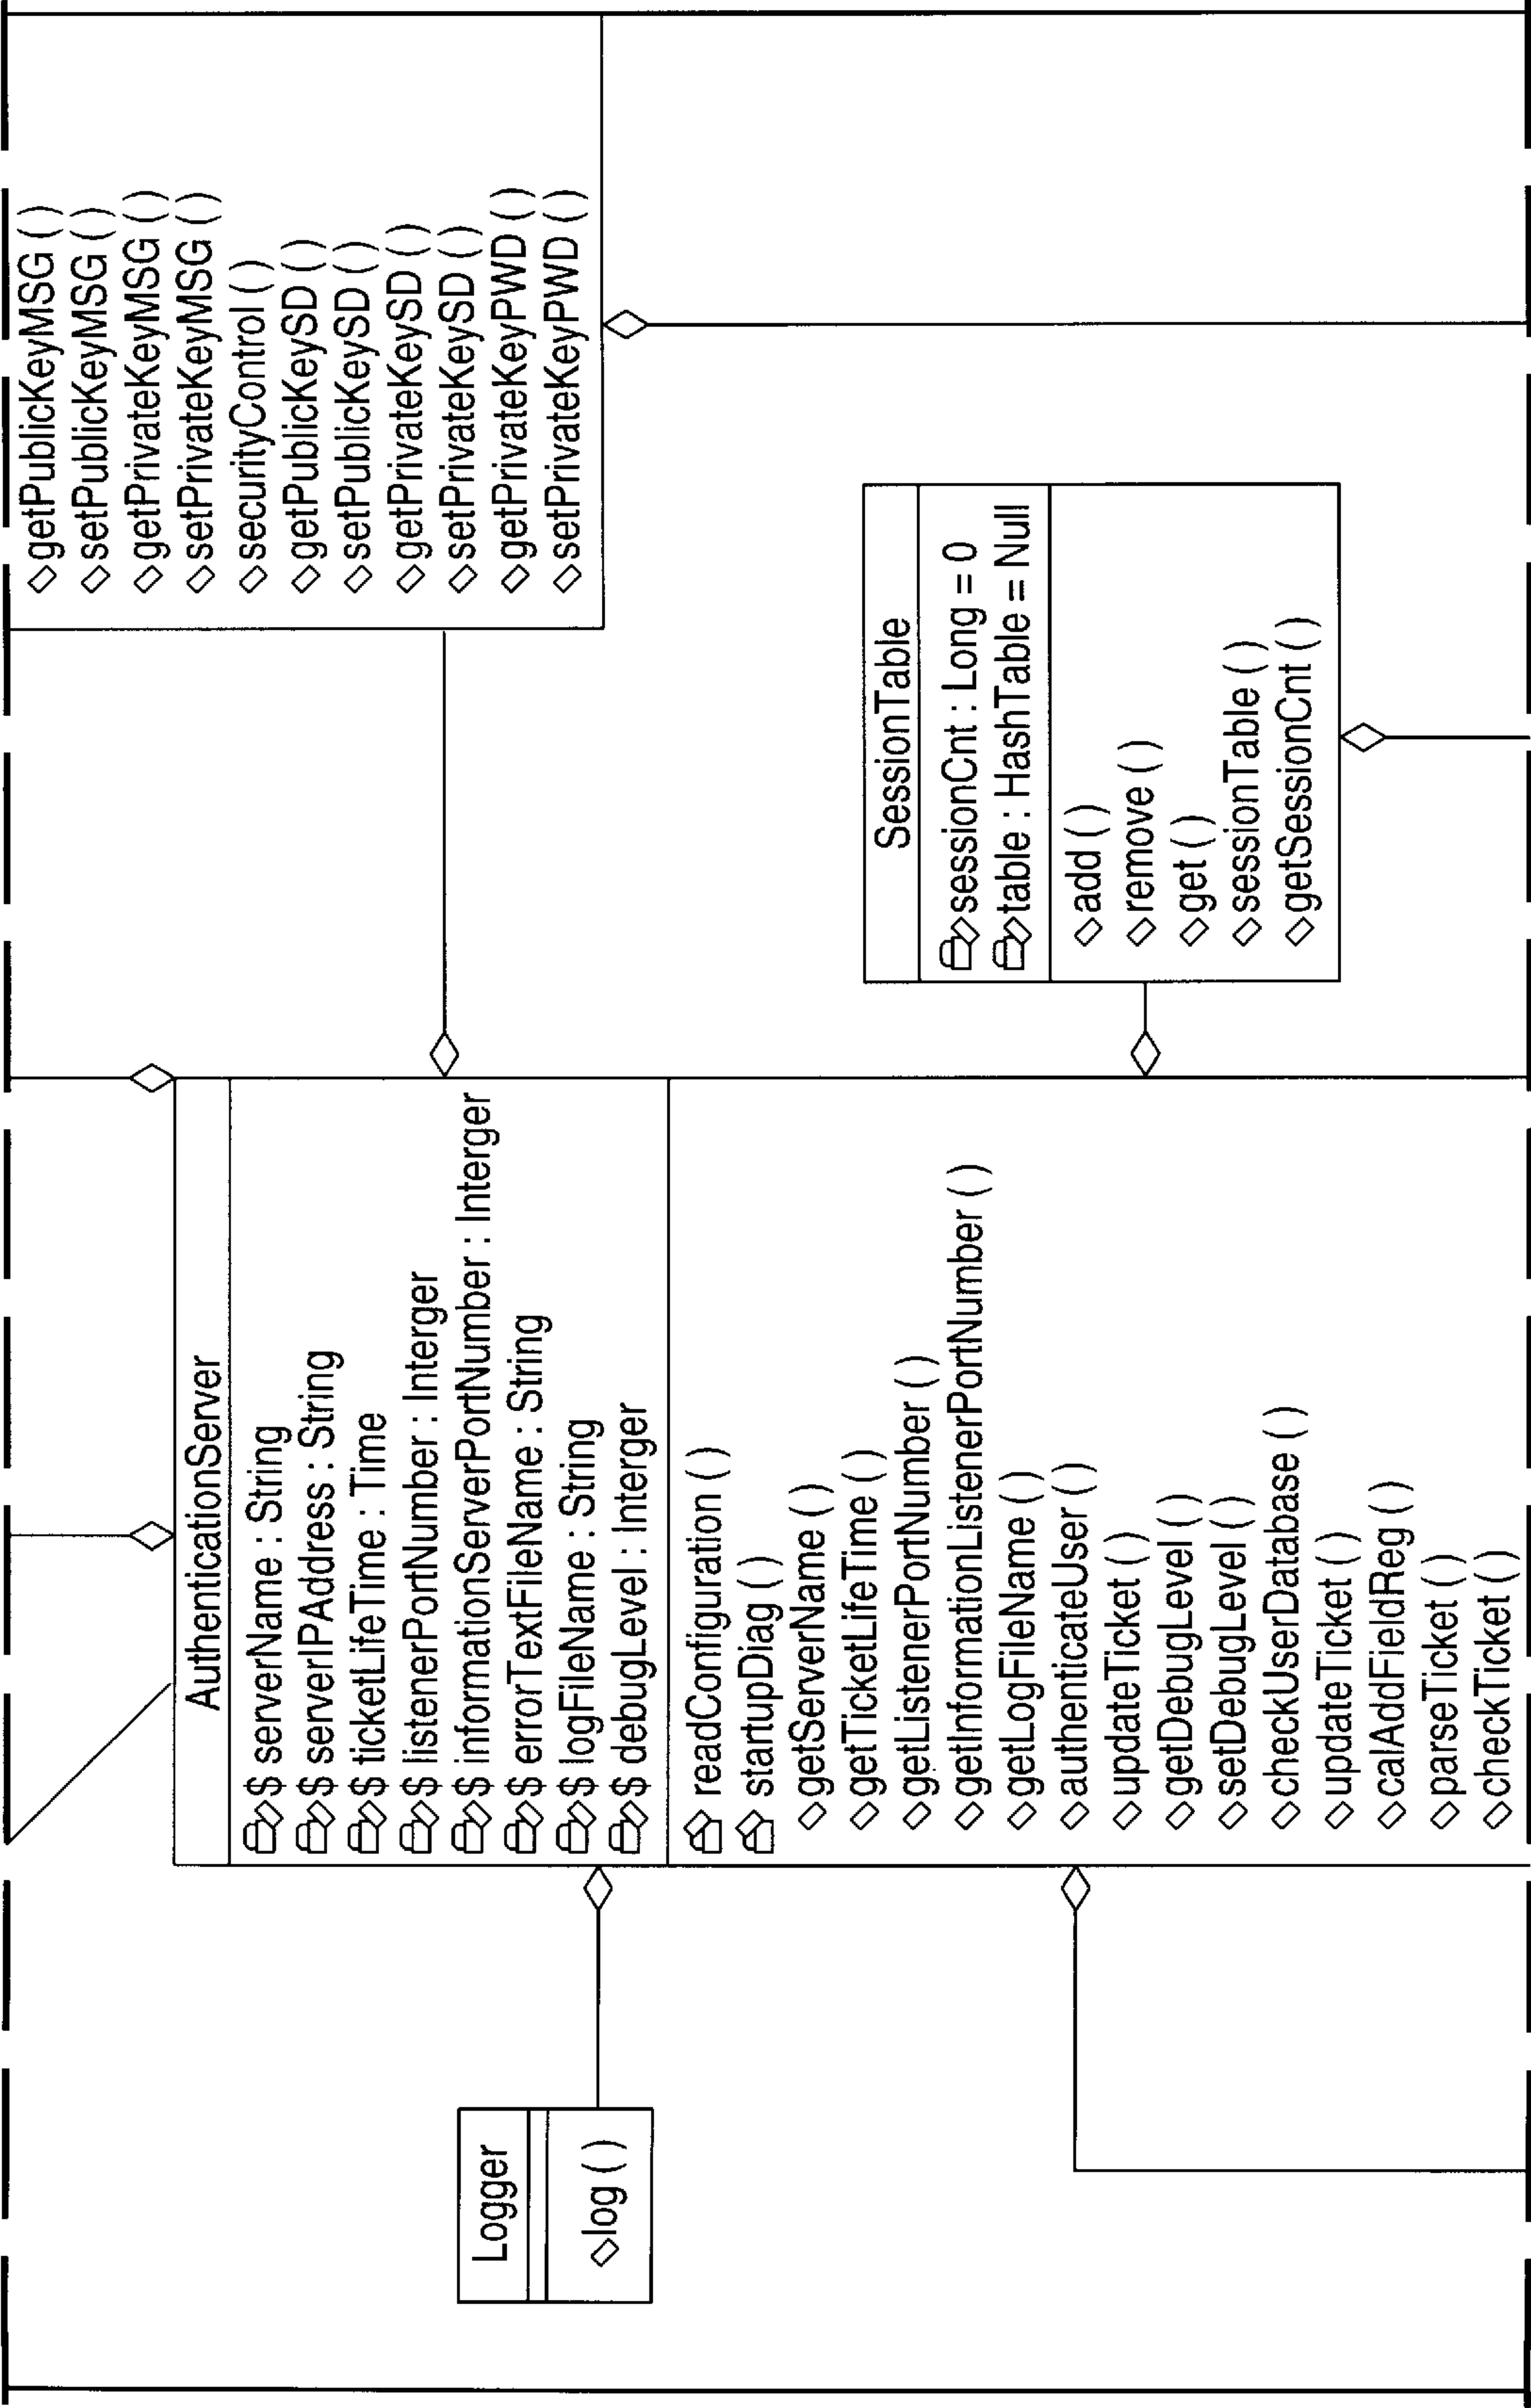 getPublicKeyMSG ( )
setPublicKeyMSG ( )
getPrivateKeyMSG ( )
setPrivateKeyMSG ( )
securityControl ( )
getPublicKeySD ( )
setPublicKeySD ( )
getPrivateKeySD ( )
setPrivateKeySD ( )
getPrivateKeyPWD ( )
setPrivateKeyPWD ( )
AuthenticationServer
$ serverName : String
$ serverIPAddress : String
$ ticketLifeTime : Time
$ listenerPortNumber : Interger
$ informationServerPortNumber : Interger
$ errorTextFileName : String
$ logFileName : String
$ debugLevel : Interger
readConfiguration ( )
startupDiag ( )
getServerName ( )
getTicketLifeTime ( )
getListenerPortNumber ( )
getInformationListenerPortNumber ( )
getLogFileName ( )
authenticateUser ( )
updateTicket ( )
getDebugLevel ( )
setDebugLevel ( )
checkUserDatabase ( )
updateTicket ( )
calAddFieldReg ( )
parseTicket ( )
checkTicket ( )
Logger
log ( )
SessionTable
sessionCnt : Long = 0
table : HashTable = Null
add ( )
remove ( )
get ( )
sessionTable ( )
getSessionCnt ( )